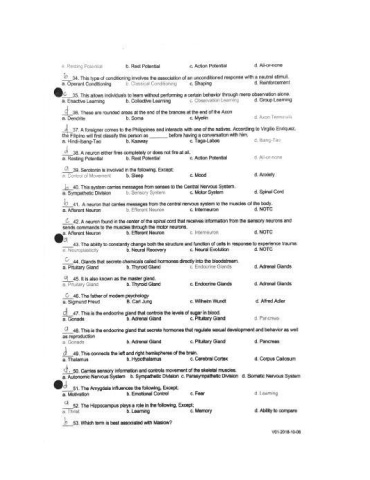 a. Resting Potential b. Rest Potential c. Action Potential d. All-or-none
b 34. This type of conditioning involves the association of an unconditioned response with a neutral stimuli.
a. Operant Conditioning b. Chemical Conditioning c. Shaping d. Reinforcement
c 35. This allows individuals to learn without performing a certain behavior through mere observation alone.
a. Enactive Learning b. Collective Learning c. Observation Learning d. Group Learning
d 36. These are rounded areas at the end of the brances at the end of the Axon
a. Dendrite b. Soma c. Myelin d. Axon Terminals
d 37. A foreigner comes to the Philippines and interacts with one of the natives. According to Virgilio Enriquez,
the Filipino will first classify this person as ______ before having a conversation with him.
a. Hindi-Ibang-Tao b. Kaaway c. Taga-Labas d. Ibang-Tao
d 38. A neuron either fires completely or does not fire at all.
a. Resting Potential b. Rest Potential c. Action Potential d. All-or-none
a 39. Serotonin is involved in the following, Except:
a. Control of Movement b. Sleep c. Mood d. Anxiety
b 40. This system carries messages from senses to the Central Nervous System.
a. Sympathetic Division b. Sensory System c. Motor System d. Spinal Cord
b 41. A neuron that carries messages from the central nervous system to the muscles of the body.
a. Afferent Neuron b. Efferent Neuron c. Interneuron d. NOTC
c 42. A neuron found in the center of the spinal cord that receives information from the sensory neurons and
sends commands to the muscles through the motor neurons.
a. Afferent Neuron b. Efferent Neuron c. Interneuron d. NOTC
a 43. The ability to constantly change both the structure and function of cells in response to experience trauma.
a. Neuroplasticity b. Neural Recovery c. Neural Evolution d. NOTC
c 44. Glands that secrete chemicals called hormones directly into the bloodstream.
a. Pituitary Gland b. Thyroid Gland c. Endocrine Glands d. Adrenal Glands
a 45. It is also known as the master gland.
a. Pituitary Gland b. Thyroid Gland c. Endocrine Glands d. Adrenal Glands
c 46. The father of modern psychology
a. Sigmund Freud b. Carl Jung c. Wilhelm Wundt d. Alfred Adler
d 47. This is the endocrine gland that controls the levels of sugar in blood.
a. Gonads b. Adrenal Gland c. Pituitary Gland d. Pancreas
a 48. This is the endocrine gland that secrete hormones that regulate sexual development and behavior as well
as reproduction
a. Gonads b. Adrenal Gland c. Pituitary Gland d. Pancreas
d 49. This connects the left and right hemispheres of the brain.
a. Thalamus b. Hypothalamus c. Cerebral Cortex d. Corpus Callosum
d 50. Carries sensory information and controls movement of the skeletal muscles.
a. Autonomic Nervous System b. Sympathetic Division c. Parasympathetic Division d. Somatic Nervous System
d 51. The Amygdala influences the following, Except.
a. Motivation b. Emotional Control c. Fear d. Learning
a 52. The Hippocampus plays a role in the following, Except;
a. Thirst b. Learning c. Memory d. Ability to compare
b 53. Which term is best associated with Maslow?
V01-2018-10-08